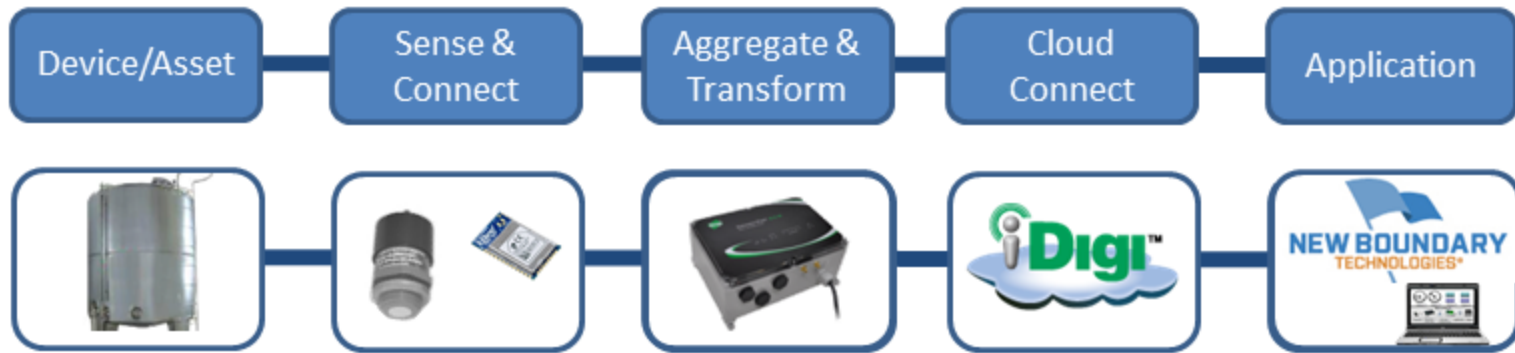 Device/Asset
Sense &
Connect
Aggregate &
Transform
Cloud
Connect
Application
iDigi™
NEW BOUNDARY
TECHNOLOGIES®